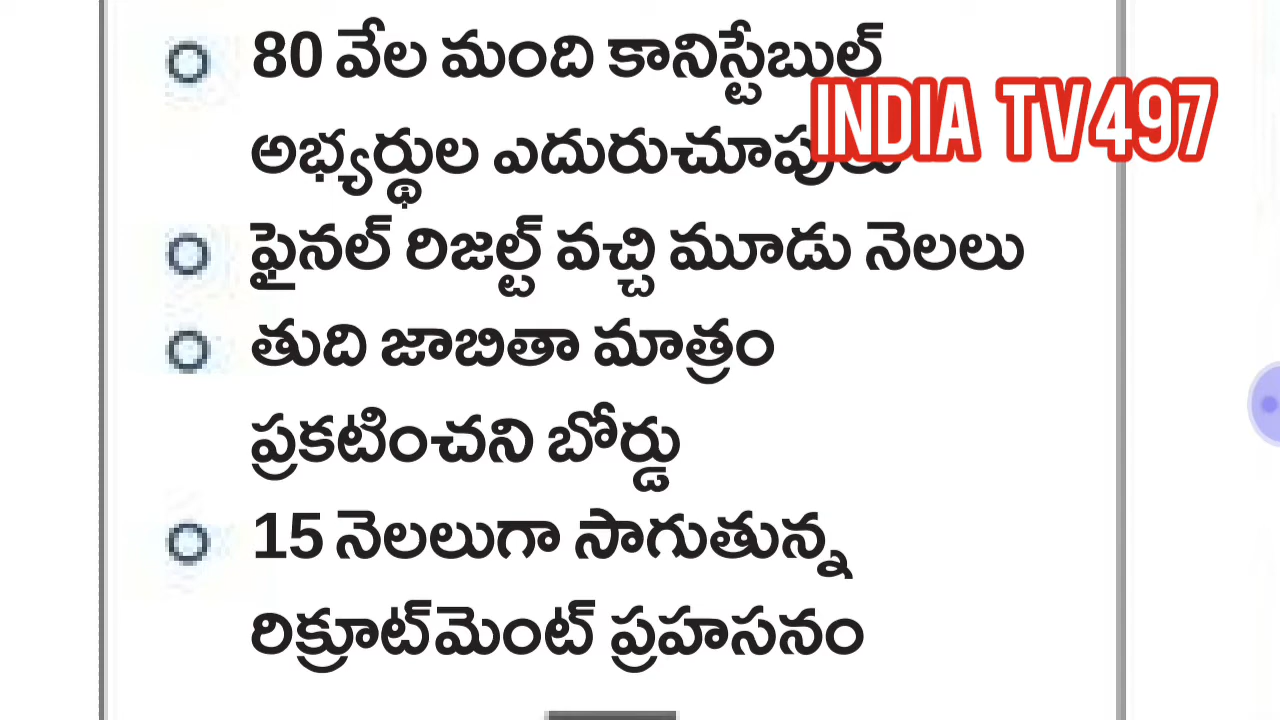 80 వేల మంది కానిస్టేబుల్
INDIA TV497
అభ్యర్థుల ఎదురుచూపులు
ఫైనల్ రిజల్ట్ వచ్చి మూడు నెలలు
తుది జాబితా మాత్రం
ప్రకటించని బోర్డు
15 నెలలుగా సాగుతున్న
రిక్రూట్‌మెంట్ ప్రహసనం